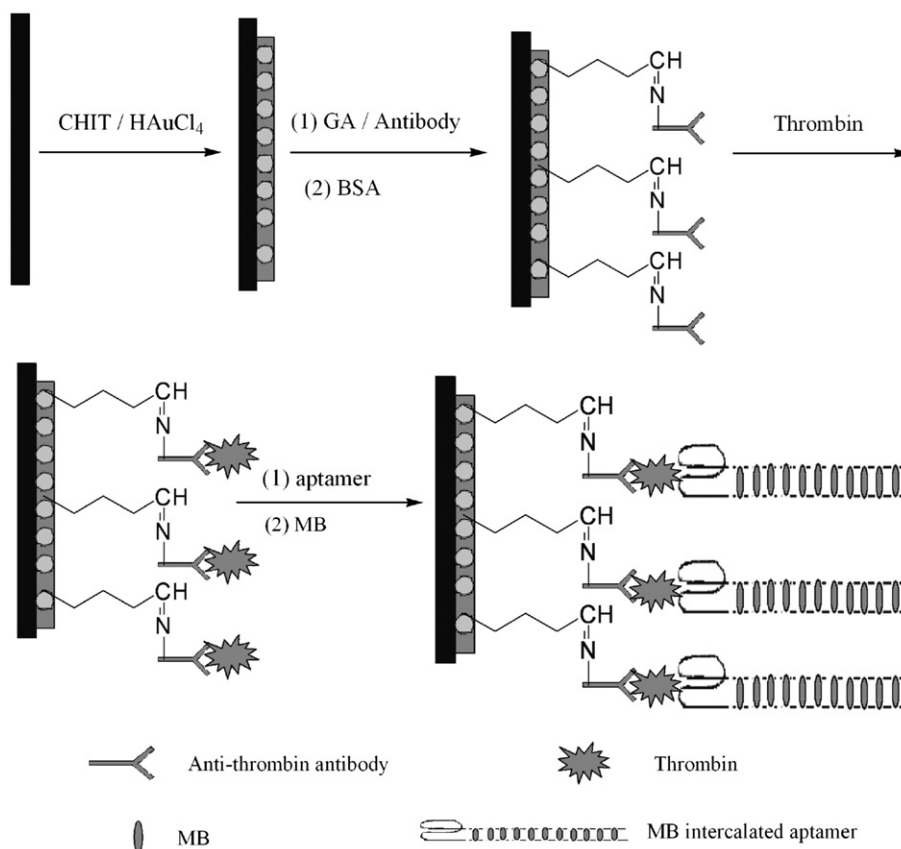 CHIT / HAuCl₄
(1) GA / Antibody
(2) BSA
CH
N
CH
N
CH
N
Thrombin
CH
N
CH
N
CH
N
(1) aptamer
(2) MB
CH
N
CH
N
CH
N
Anti-thrombin antibody
Thrombin
MB
MB intercalated aptamer